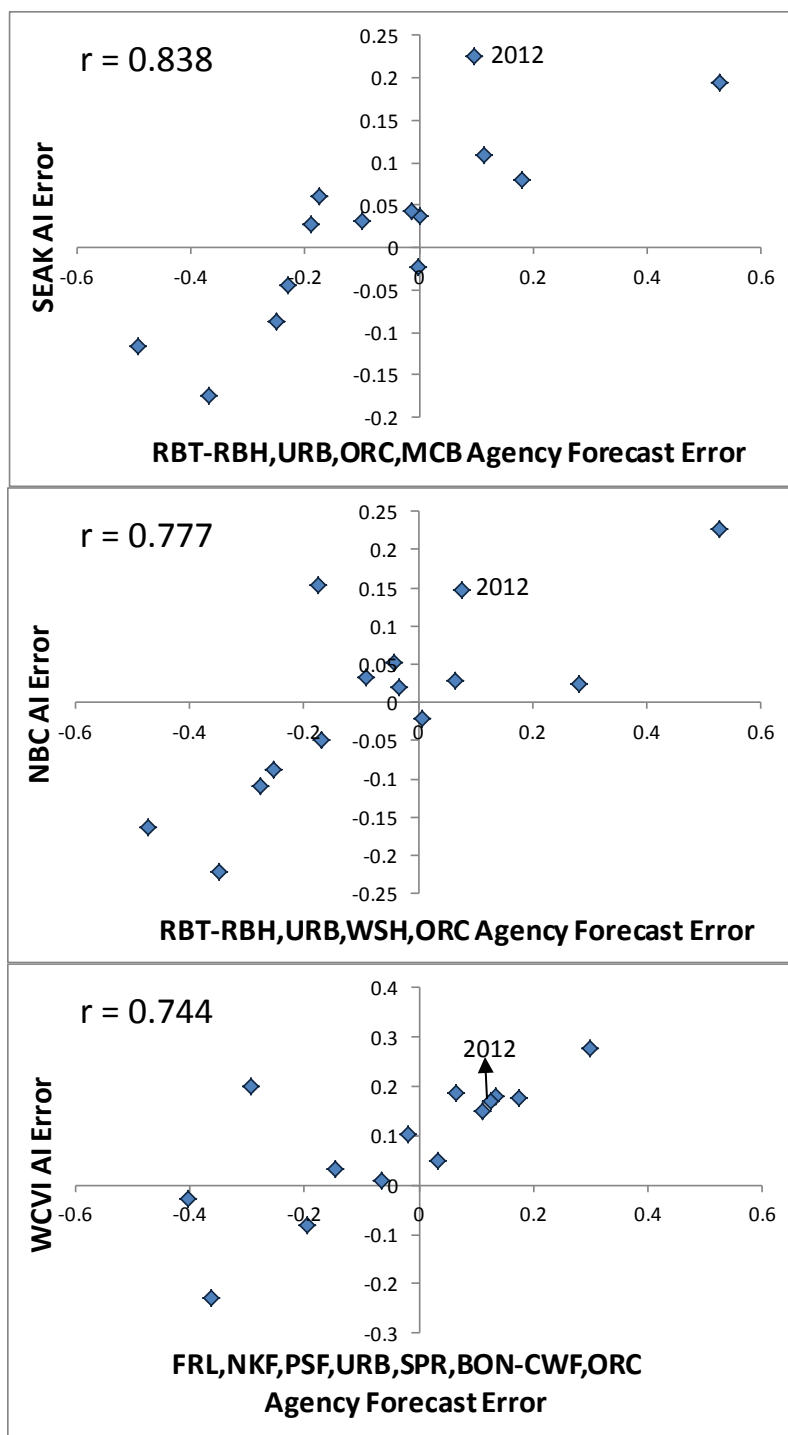 r = 0.838
2012
0.25
0.2
0.15
0.1
0.05
0
-0.05
-0.1
-0.15
-0.2
-0.6 -0.4 -0.2 0 0.2 0.4 0.6
SEAK AI Error
RBT-RBH,URB,ORC,MCB Agency Forecast Error
r = 0.777
2012
0.25
0.2
0.15
0.1
0.05
0
-0.05
-0.1
-0.15
-0.2
-0.25
-0.6 -0.4 -0.2 0 0.2 0.4 0.6
NBC AI Error
RBT-RBH,URB,WSH,ORC Agency Forecast Error
r = 0.744
2012
0.4
0.3
0.2
0.1
0
-0.1
-0.2
-0.3
-0.6 -0.4 -0.2 0 0.2 0.4 0.6
WCVI AI Error
FRL,NKF,PSF,URB,SPR,BON-CWF,ORC
Agency Forecast Error